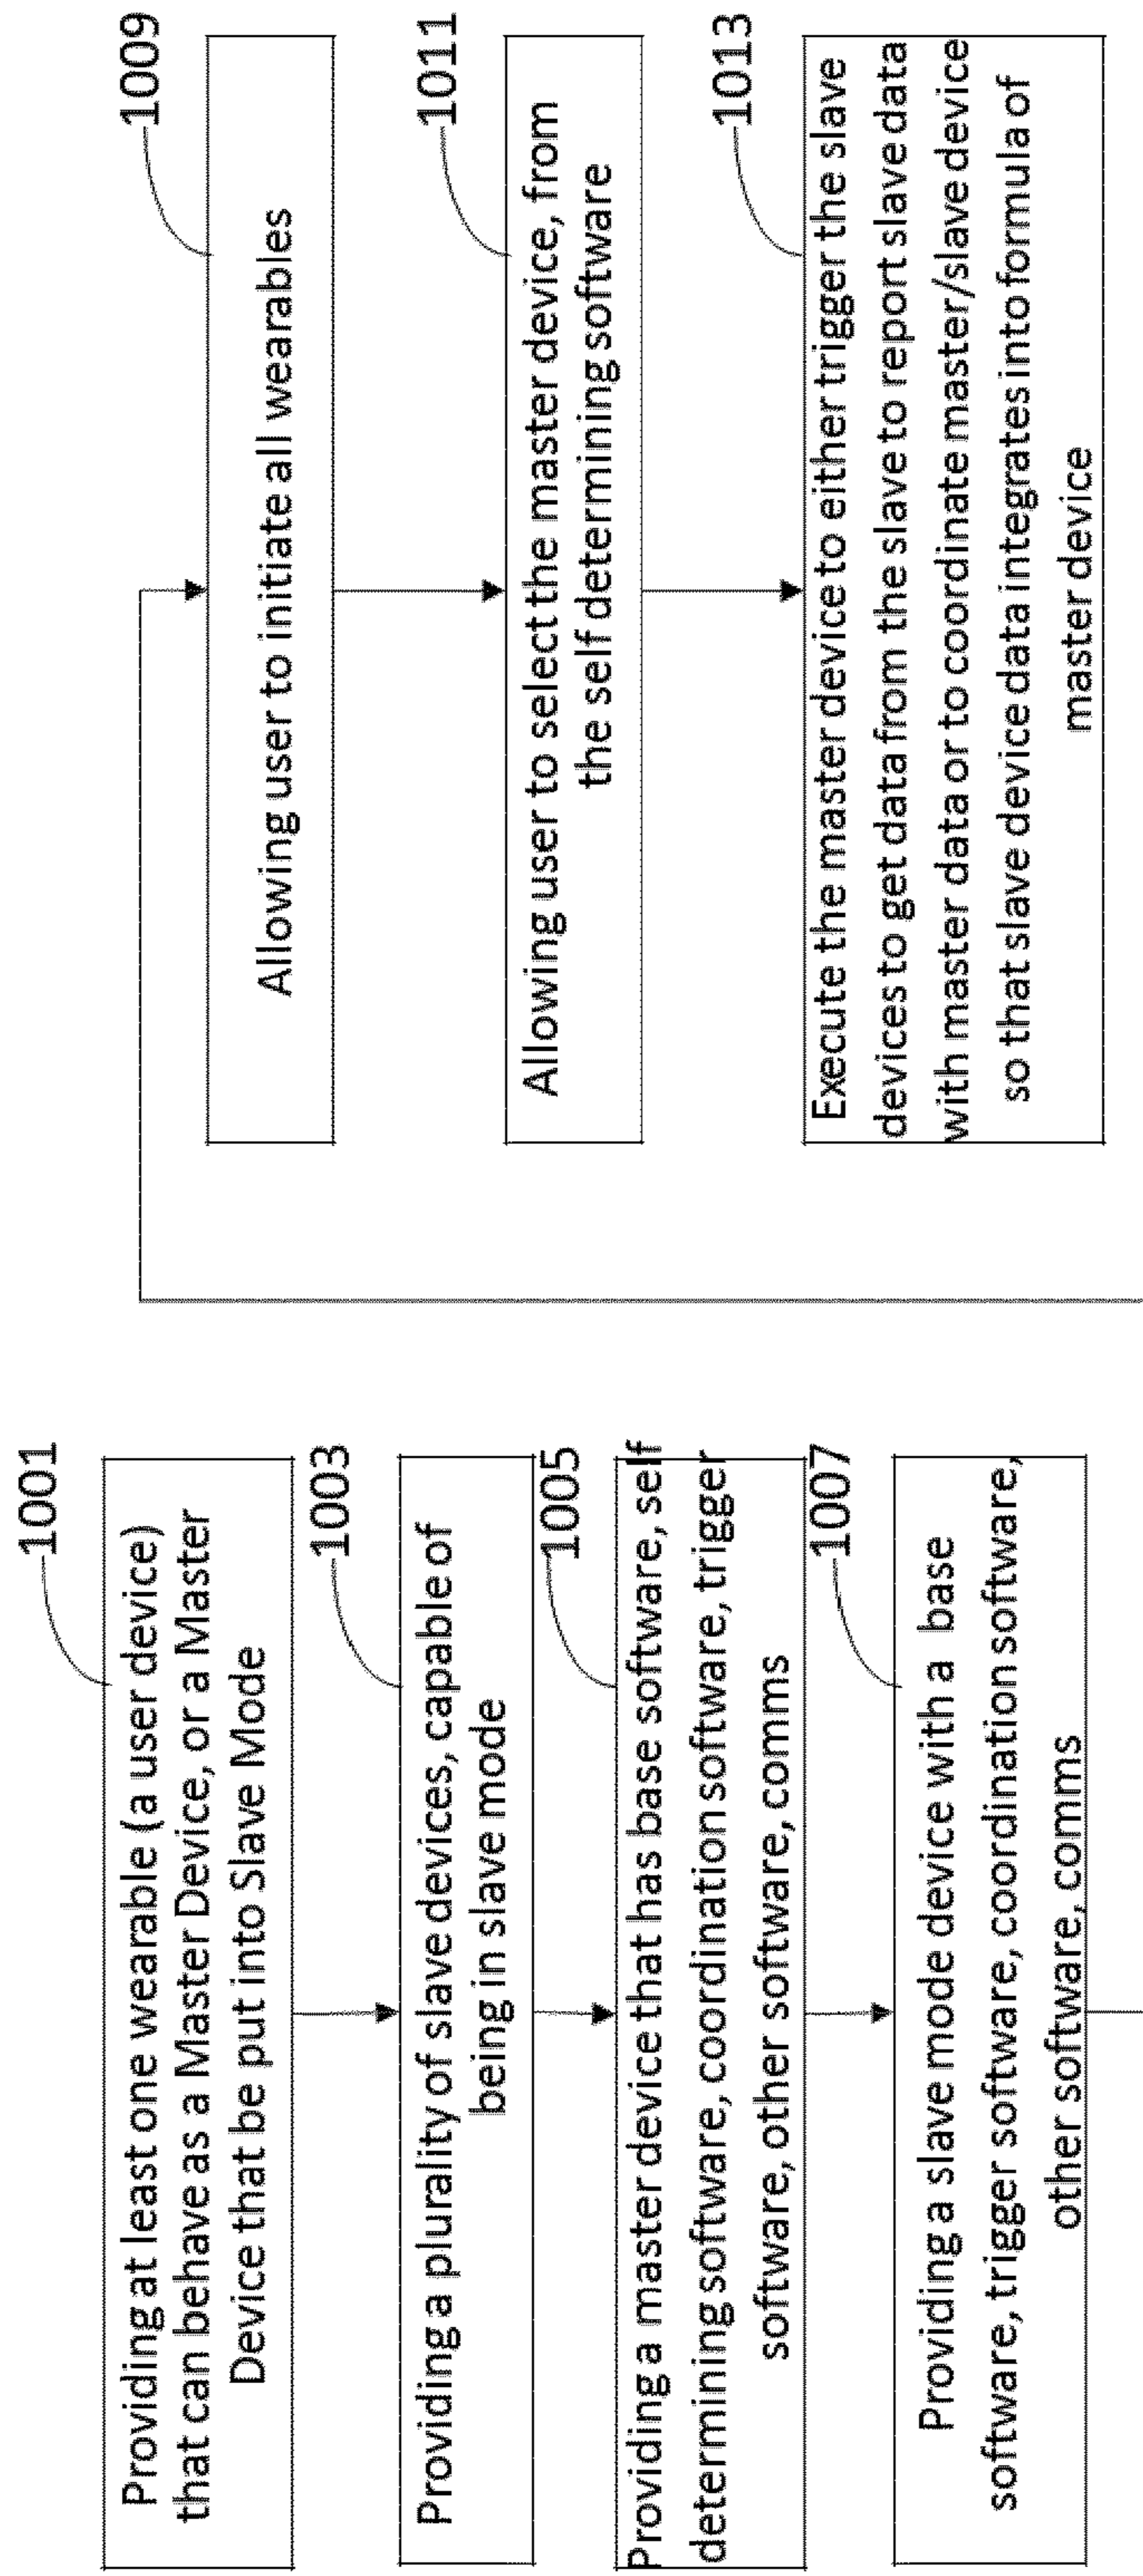 1001
Providing at least one wearable (a user device)
that can behave as a Master Device, or a Master
Device that be put into Slave Mode
1003
Providing a plurality of slave devices, capable of
being in slave mode
1005
Providing a master device that has base software, self
determining software, coordination software, trigger
software, other software, comms
1007
Providing a slave mode device with a base
software, trigger software, coordination software,
other software, comms
1009
Allowing user to initiate all wearables
1011
Allowing user to select the master device, from
the self determining software
1013
Execute the master device to either trigger the slave
devices to get data from the slave to report slave data
with master data or to coordinate master/slave device
so that slave device data integrates into formula of
master device